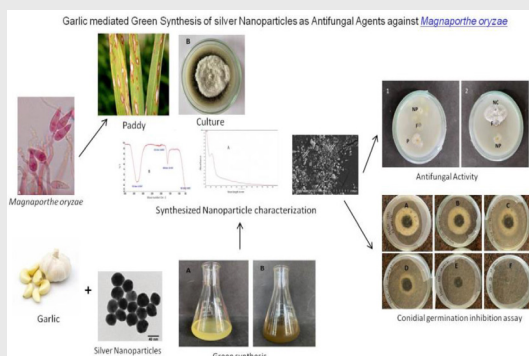 Garlic mediated Green Synthesis of silver Nanoparticles as Antifungal Agents against Magnaporthe oryzae
B
Paddy
Culture
Magnaporthe oryzae
Synthesized Nanoparticle characterization
1
NP
F
P
2
NC
F
NP
Antifungal Activity
A
B
C
D
E
F
Conidial germination inhibition assay
Garlic
+
Silver Nanoparticles
A
B
Green synthesis